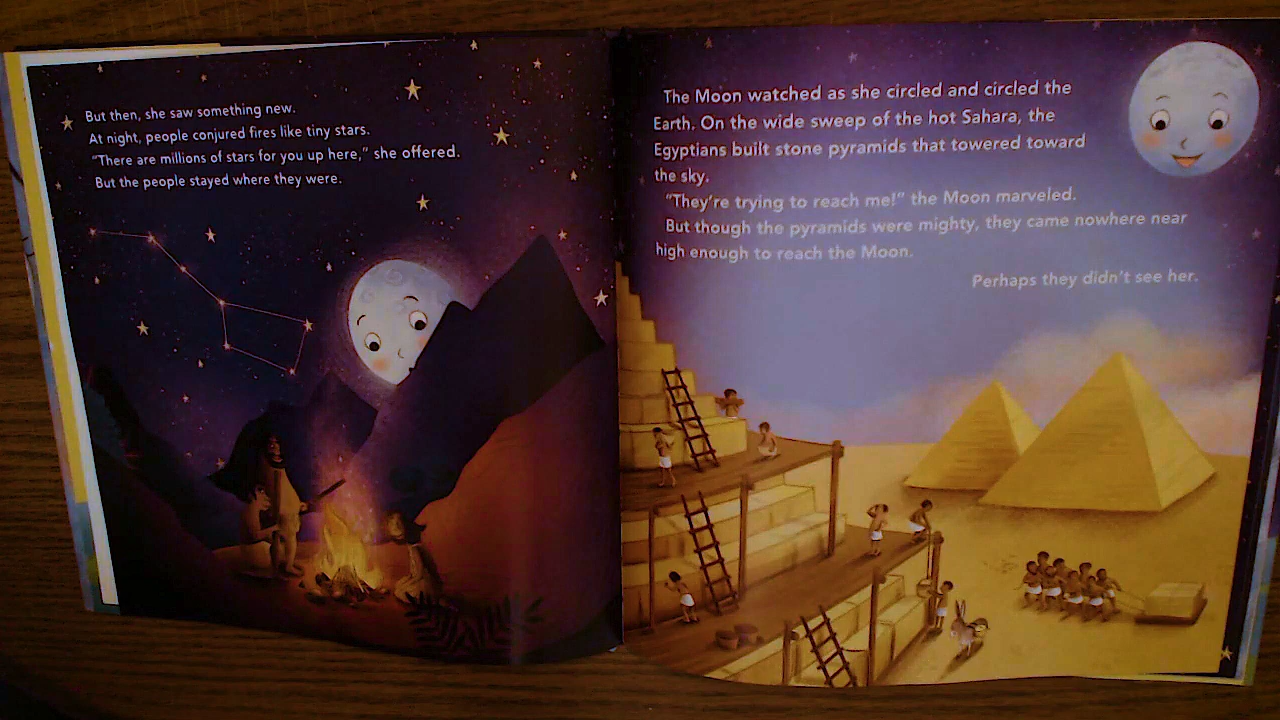 But then, she saw something new.
At night, people conjured fires like tiny stars.
"There are millions of stars for you up here," she offered.
But the people stayed where they were.
The Moon watched as she circled and circled the
Earth. On the wide sweep of the hot Sahara, the
Egyptians built stone pyramids that towered toward
the sky.
"They're trying to reach me!" the Moon marveled.
But though the pyramids were mighty, they came nowhere near
high enough to reach the Moon.
Perhaps they didn't see her.